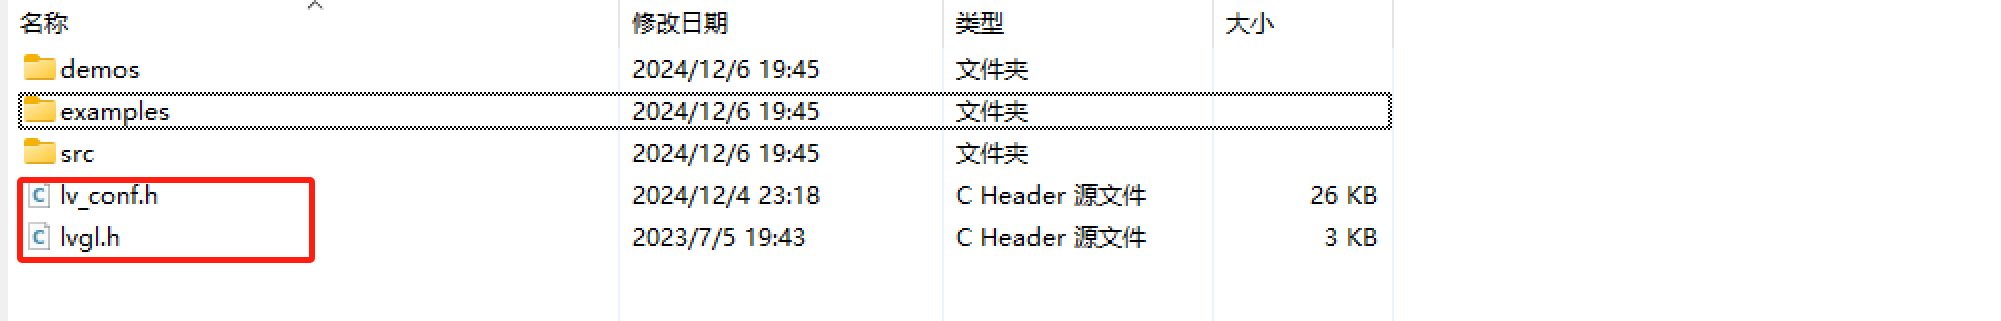 名称 修改日期 类型 大小
demos 2024/12/6 19:45 文件夹
examples 2024/12/6 19:45 文件夹
src 2024/12/6 19:45 文件夹
lv_conf.h 2024/12/4 23:18 C Header 源文件 26 KB
lvgl.h 2023/7/5 19:43 C Header 源文件 3 KB